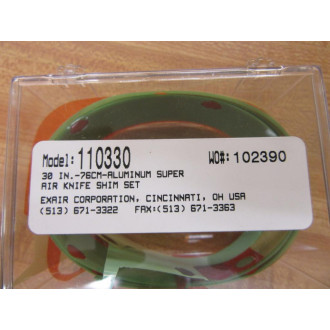 Model: 110330 WO#: 102390
30 IN.-76CM-ALUMINUM SUPER
AIR KNIFE SHIM SET
EXAIR CORPORATION, CINCINNATI, OH USA
(513) 671-3322 FAX:(513) 671-3363